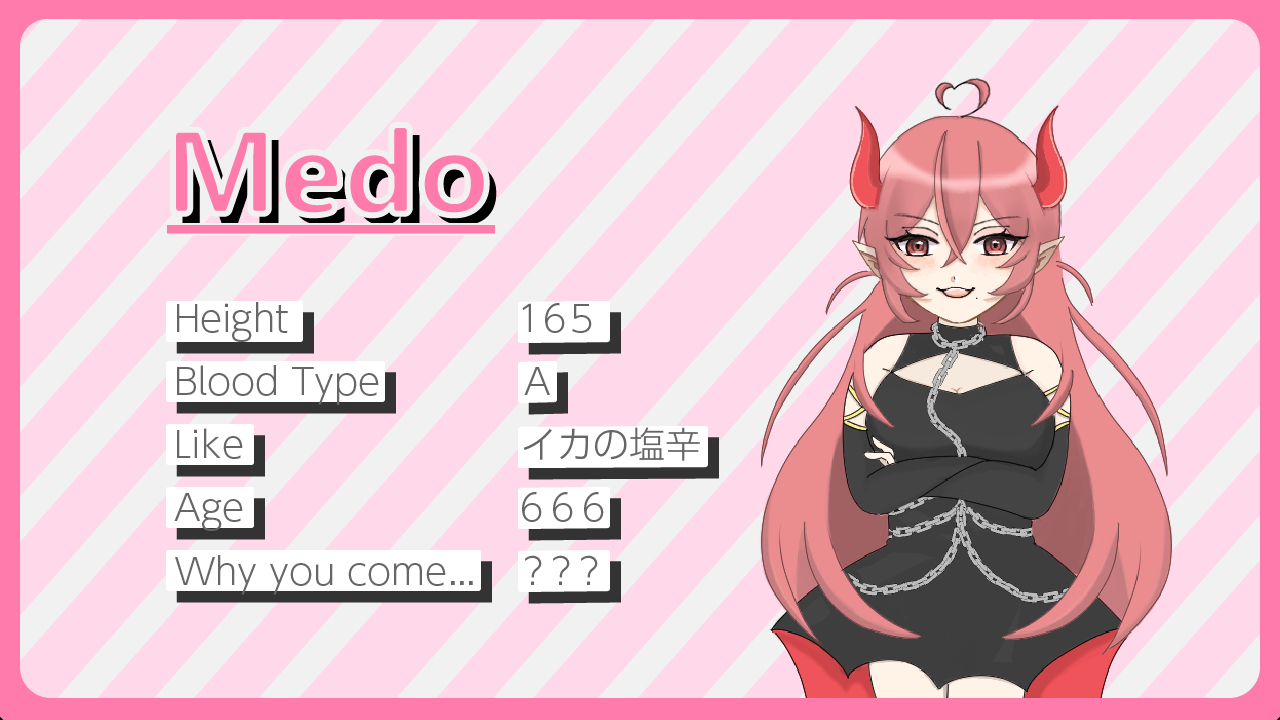 Medo
Height 165
Blood Type A
Like イカの塩辛
Age 666
Why you come... ???